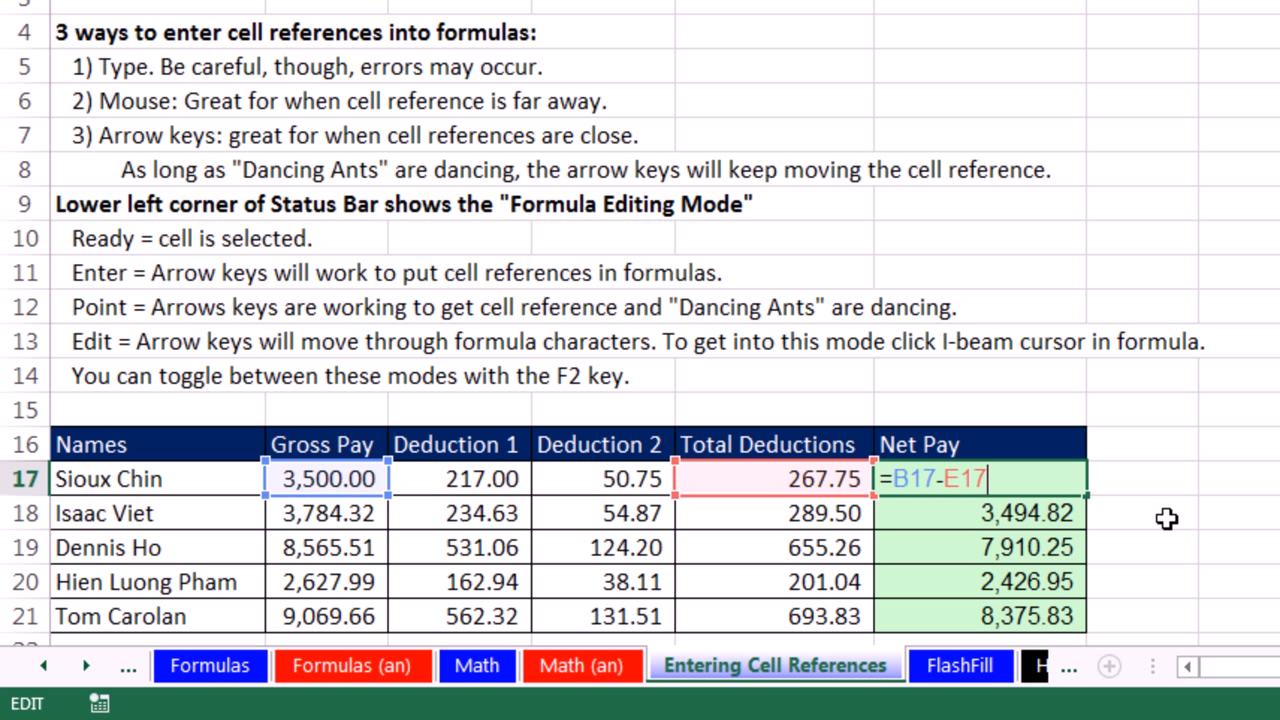 4 3 ways to enter cell references into formulas:
5 1) Type. Be careful, though, errors may occur.
6 2) Mouse: Great for when cell reference is far away.
7 3) Arrow keys: great for when cell references are close.
8 As long as "Dancing Ants" are dancing, the arrow keys will keep moving the cell reference.
9 Lower left corner of Status Bar shows the "Formula Editing Mode"
10 Ready = cell is selected.
11 Enter = Arrow keys will work to put cell references in formulas.
12 Point = Arrows keys are working to get cell reference and "Dancing Ants" are dancing.
13 Edit = Arrow keys will move through formula characters. To get into this mode click I-beam cursor in formula.
14 You can toggle between these modes with the F2 key.
15
16 Names Gross Pay Deduction 1 Deduction 2 Total Deductions Net Pay
17 Sioux Chin 3,500.00 217.00 50.75 267.75 =B17-E17
18 Isaac Viet 3,784.32 234.63 54.87 289.50 3,494.82
19 Dennis Ho 8,565.51 531.06 124.20 655.26 7,910.25
20 Hien Luong Pham 2,627.99 162.94 38.11 201.04 2,426.95
21 Tom Carolan 9,069.66 562.32 131.51 693.83 8,375.83
... Formulas Formulas (an) Math Math (an) Entering Cell References FlashFill H ...
EDIT